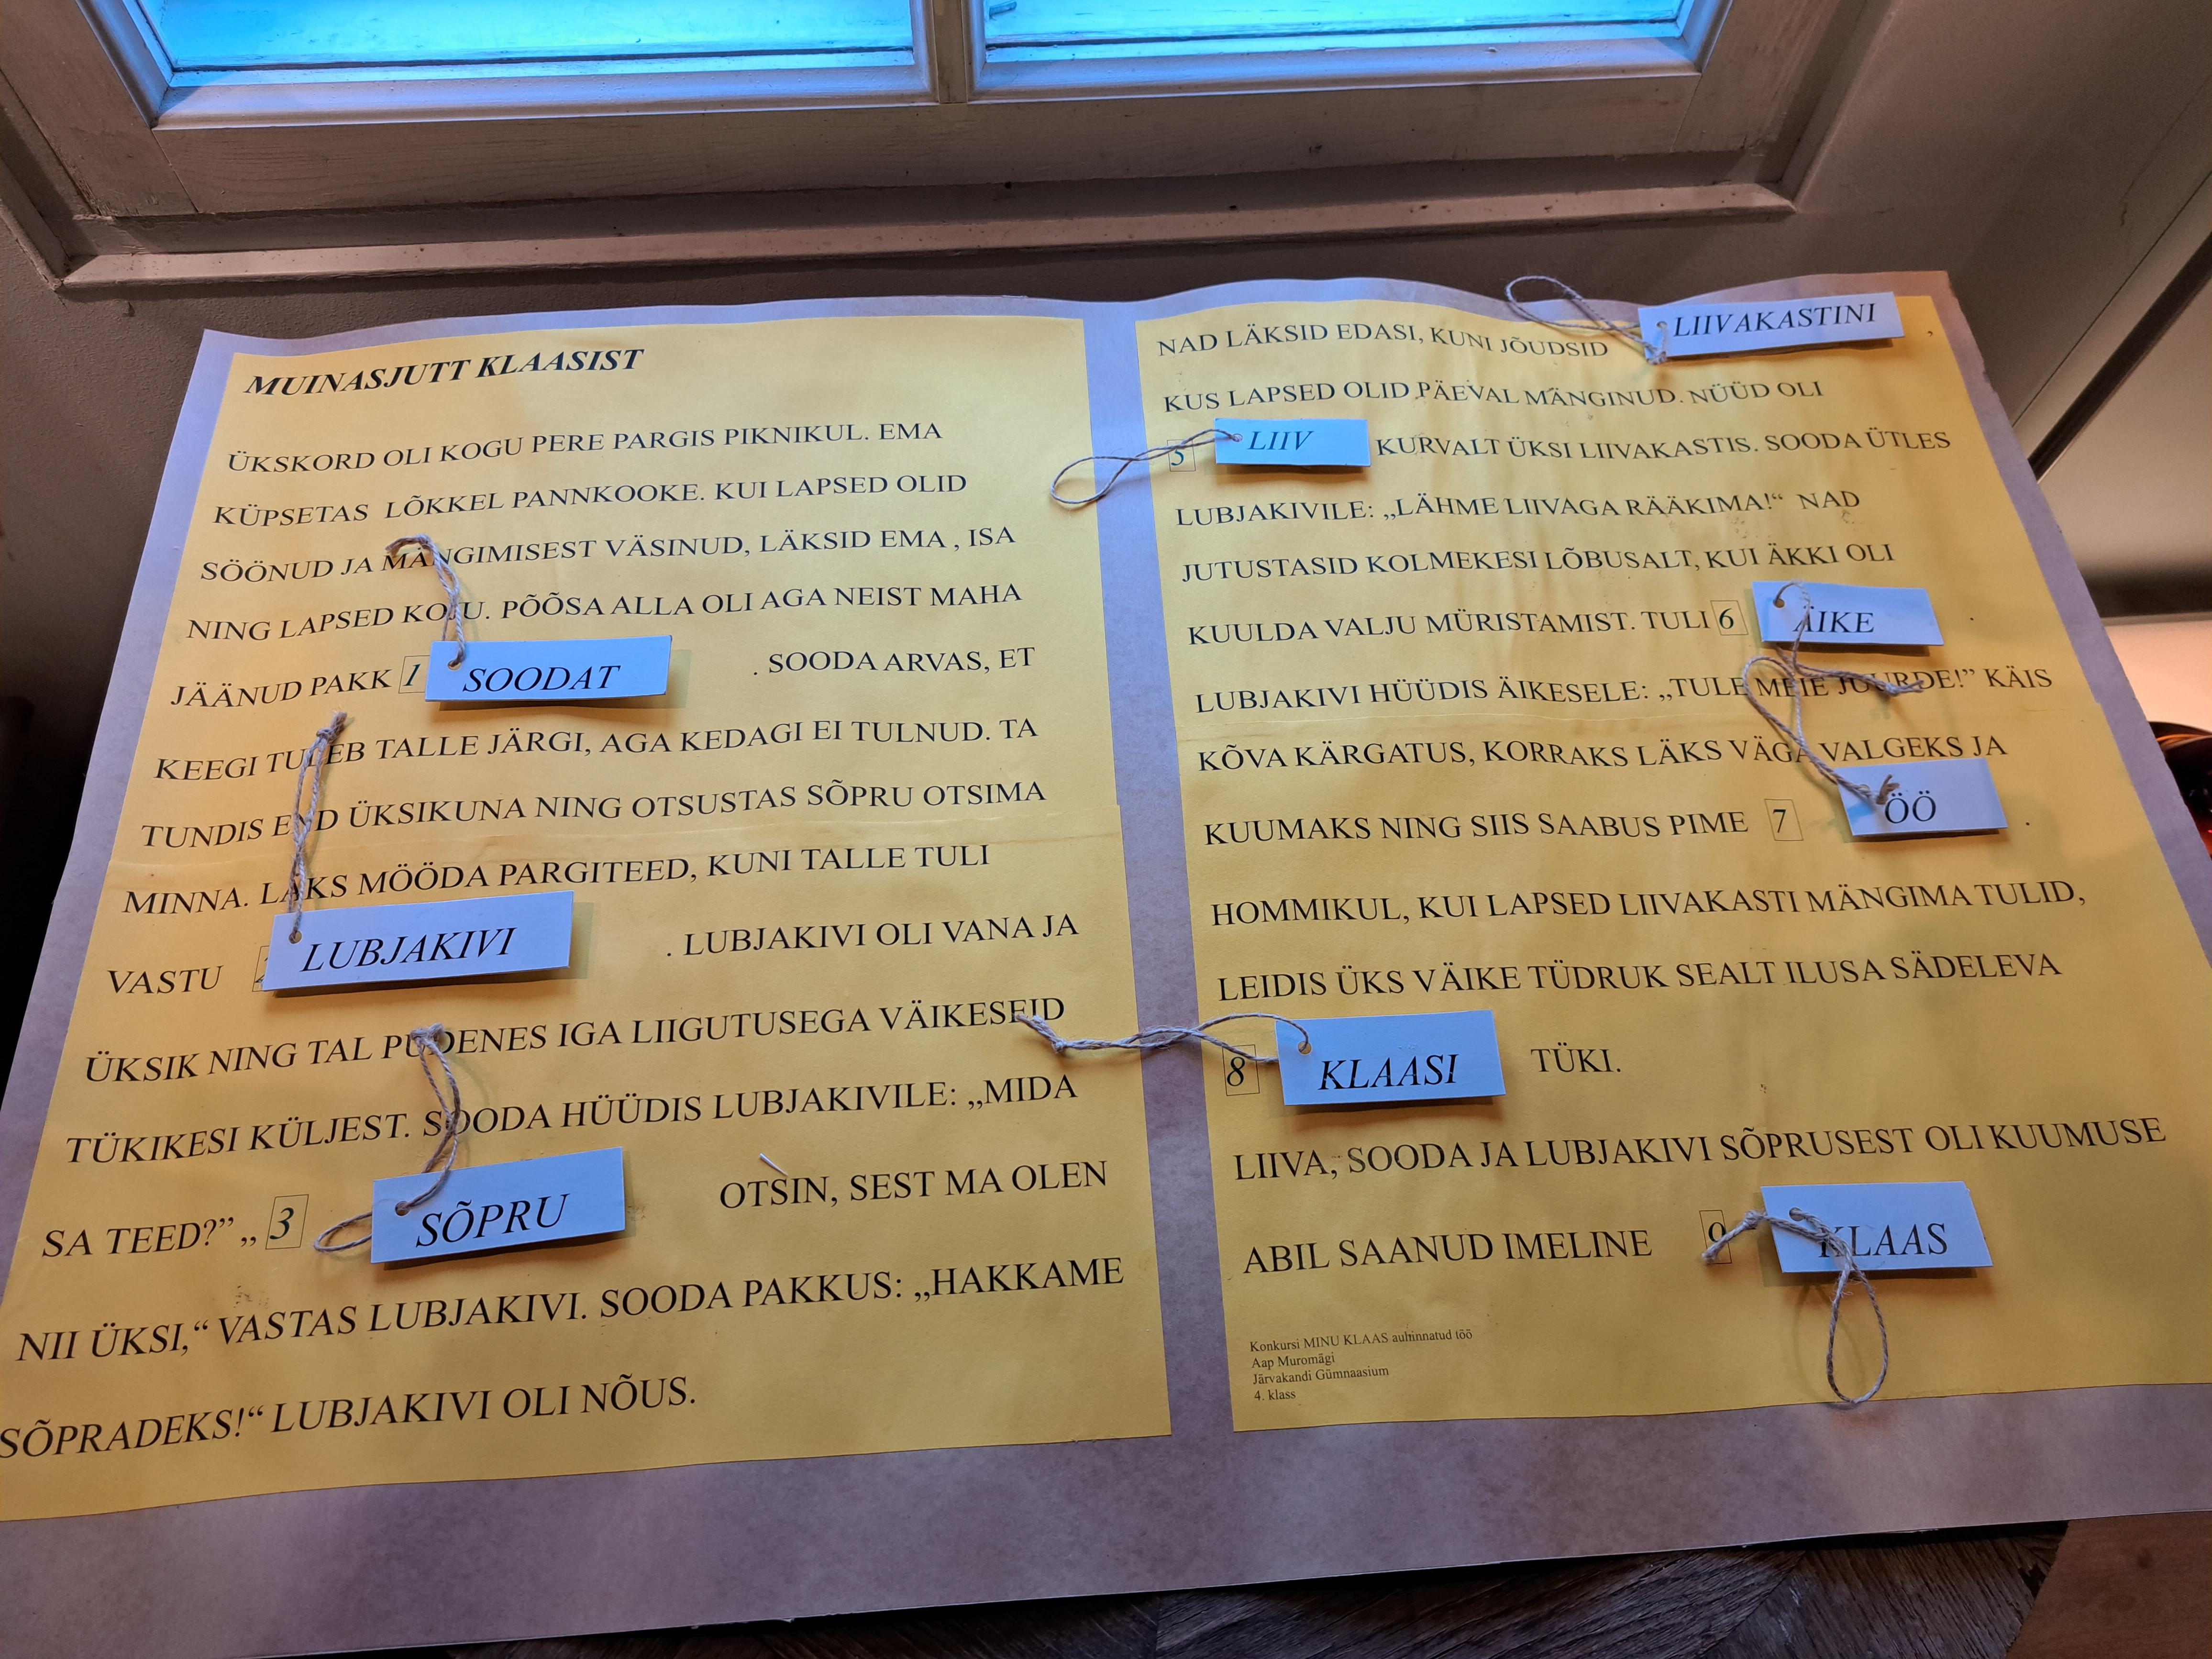 MUINASJUTT KLAASIST
ÜKSKORD OLI KOGU PERE PARGIS PIKNIKUL. EMA
KÜPSETAS LÕKKEL PANNKOOKE. KUI LAPSED OLID
SÖÖNUD JA MÄNGIMISEST VÄSINUD, LÄKSID EMA , ISA
NING LAPSED KOJU. PÕÕSA ALLA OLI AGA NEIST MAHA
JÄÄNUD PAKK 1 SOODAT . SOODA ARVAS, ET
KEEGI TULEB TALLE JÄRGI, AGA KEDAGI EI TULNUD. TA
TUNDIS END ÜKSIKUNA NING OTSUSTAS SÕPRU OTSIMA
MINNA. LÄKS MÖÖDA PARGITEED, KUNI TALLE TULI
VASTU 2 LUBJAKIVI . LUBJAKIVI OLI VANA JA
ÜKSIK NING TAL PUDENES IGA LIIGUTUSEGA VÄIKESEID
TÜKIKESI KÜLJEST. SOODA HÜÜDIS LUBJAKIVILE: „MIDA
SA TEED?” „ 3 SÕPRU OTSIN, SEST MA OLEN
NII ÜKSI,“ VASTAS LUBJAKIVI. SOODA PAKKUS: „HAKKAME
SÕPRADEKS!“ LUBJAKIVI OLI NÕUS.
NAD LÄKSID EDASI, KUNI JÕUDSID LIIVAKASTINI ,
KUS LAPSED OLID PÄEVAL MÄNGINUD. NÜÜD OLI
5 LIIV KURVALT ÜKSI LIIVAKASTIS. SOODA ÜTLES
LUBJAKIVILE: „LÄHME LIIVAGA RÄÄKIMA!“ NAD
JUTUSTASID KOLMEKESI LÕBUSALT, KUI ÄKKI OLI
KUULDA VALJU MÜRISTAMIST. TULI 6 ÄIKE .
LUBJAKIVI HÜÜDIS ÄIKESELE: „TULE MEIE JUURDE!” KÄIS
KÕVA KÄRGATUS, KORRAKS LÄKS VÄGA VALGEKS JA
KUUMAKS NING SIIS SAABUS PIME 7 ÖÖ .
HOMMIKUL, KUI LAPSED LIIVAKASTI MÄNGIMA TULID,
LEIDIS ÜKS VÄIKE TÜDRUK SEALT ILUSA SÄDELEVA
8 KLAASI TÜKI.
LIIVA, SOODA JA LUBJAKIVI SÕPRUSEST OLI KUUMUSE
ABIL SAANUD IMELINE 9 KLAAS
Konkursi MINU KLAAS auhinnatud töö
Aap Muromägi
Järvakandi Gümnaasium
4. klass